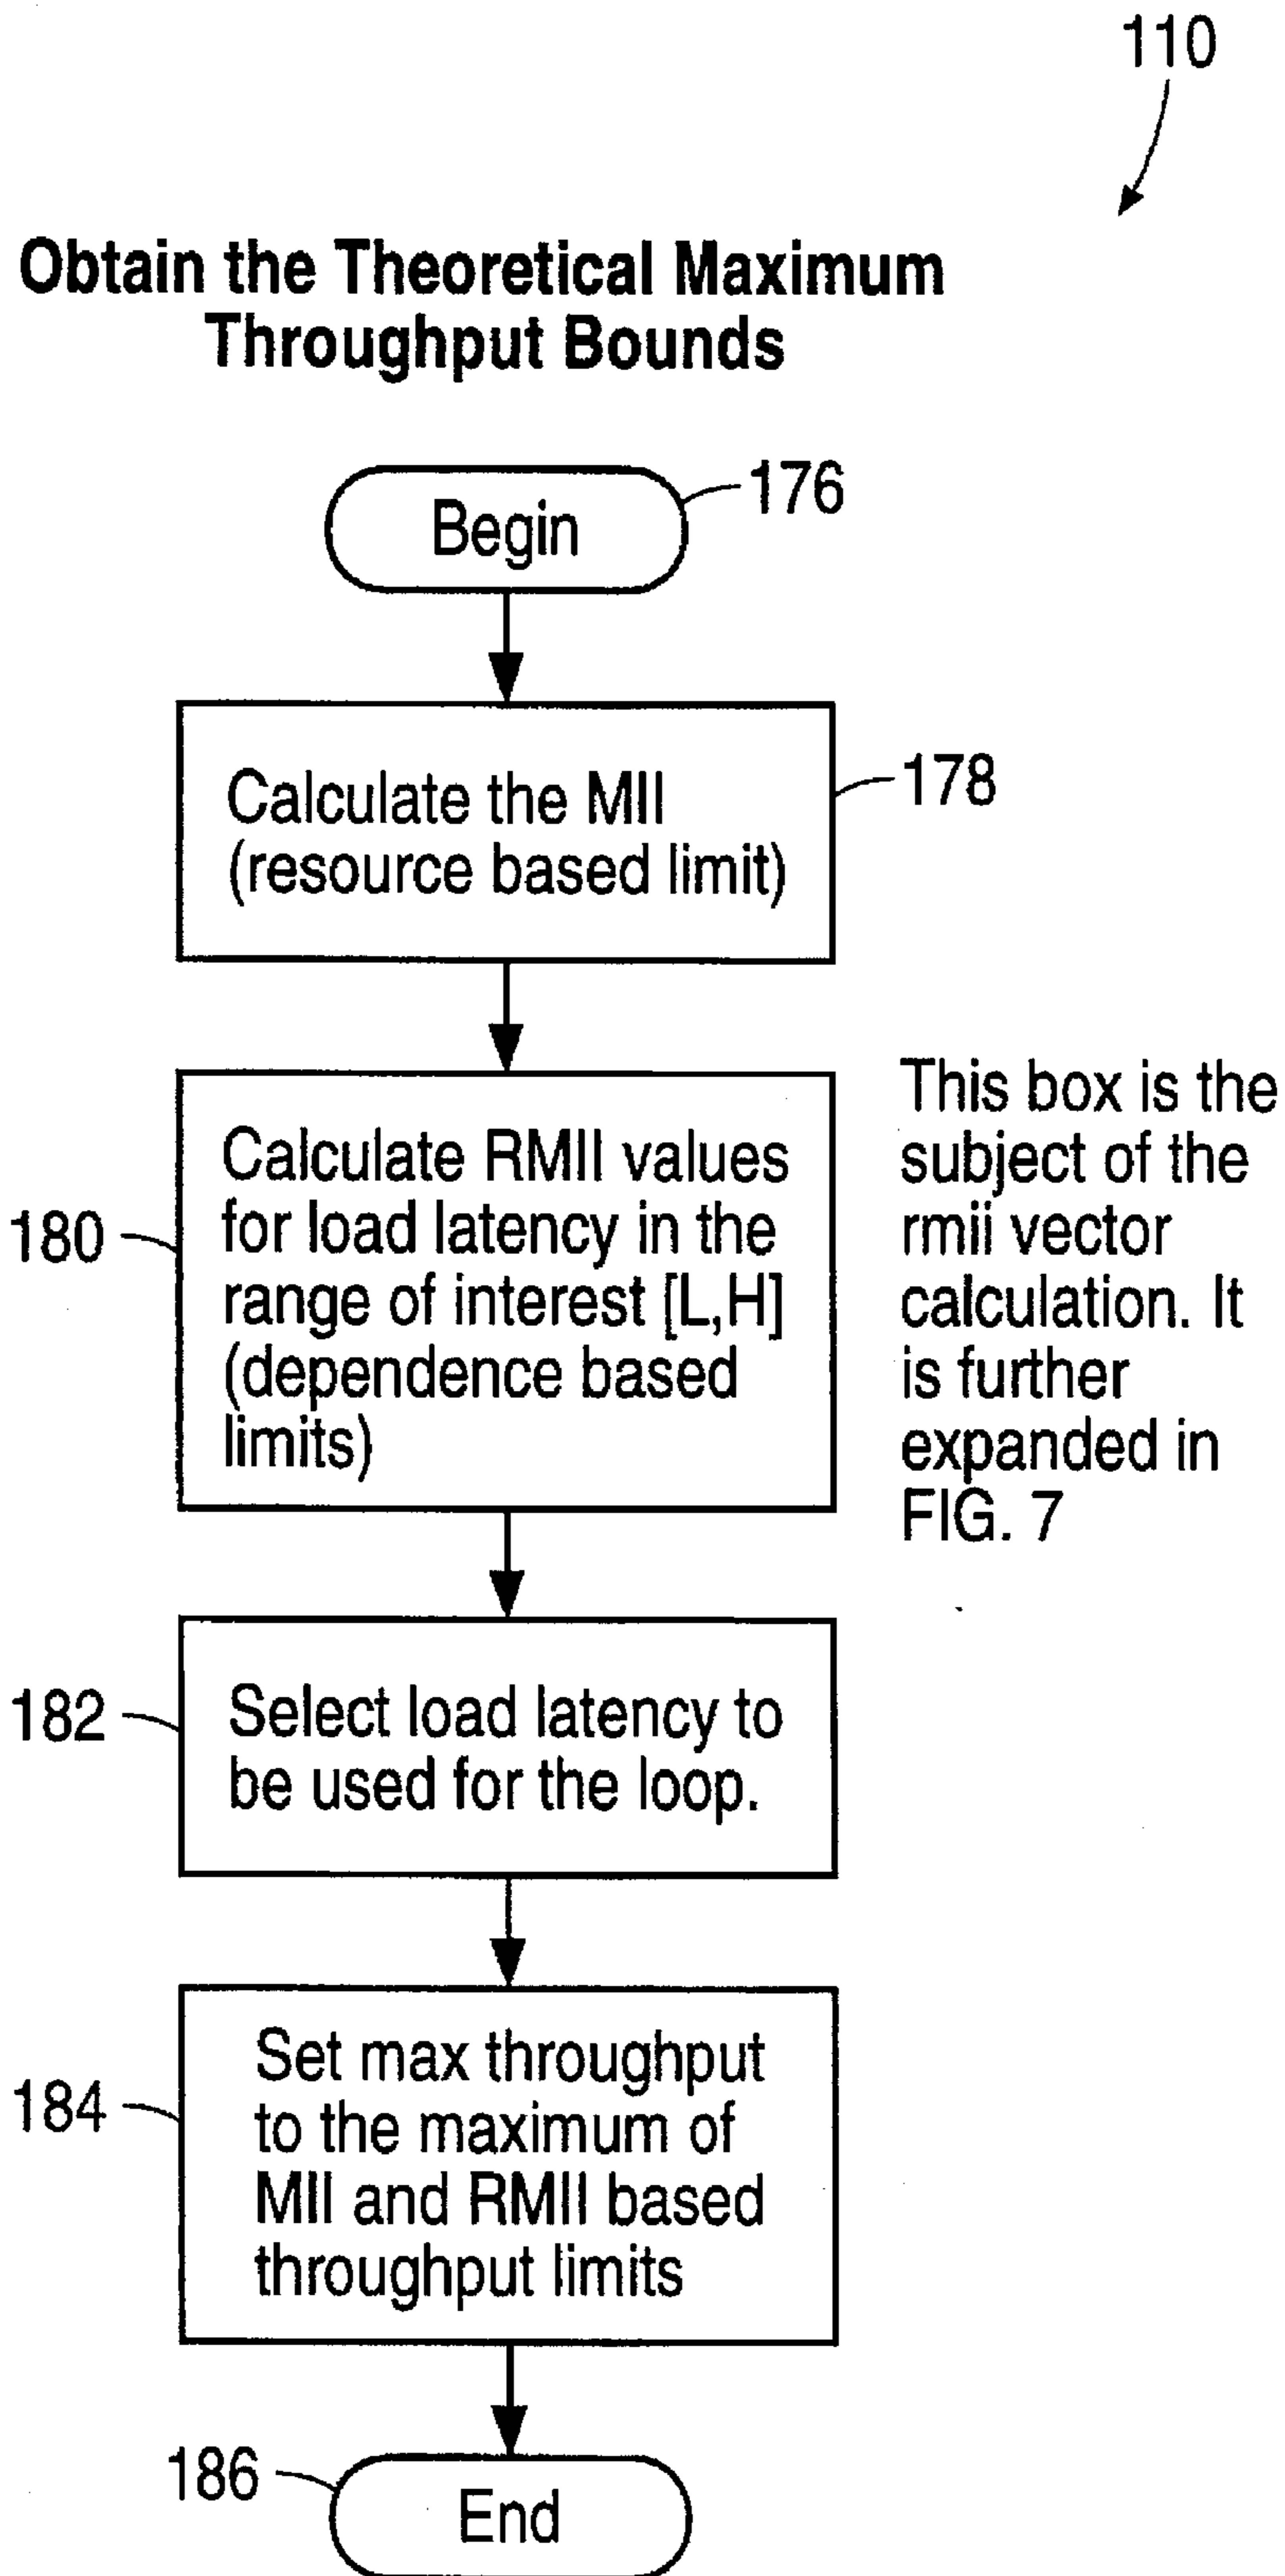 110
Obtain the Theoretical Maximum
Throughput Bounds
Begin
176
Calculate the MII
(resource based limit)
178
180
Calculate RMII values
for load latency in the
range of interest [L,H]
(dependence based
limits)
This box is the
subject of the
rmii vector
calculation. It
is further
expanded in
FIG. 7
182
Select load latency to
be used for the loop.
184
Set max throughput
to the maximum of
MII and RMII based
throughput limits
186
End